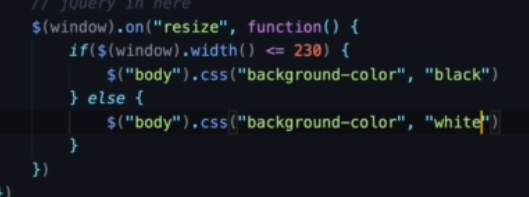 // jQuery in here
$(window).on("resize", function() {
if($(window).width() <= 230) {
$("body").css("background-color", "black")
} else {
$("body").css("background-color", "white")
}
})
})